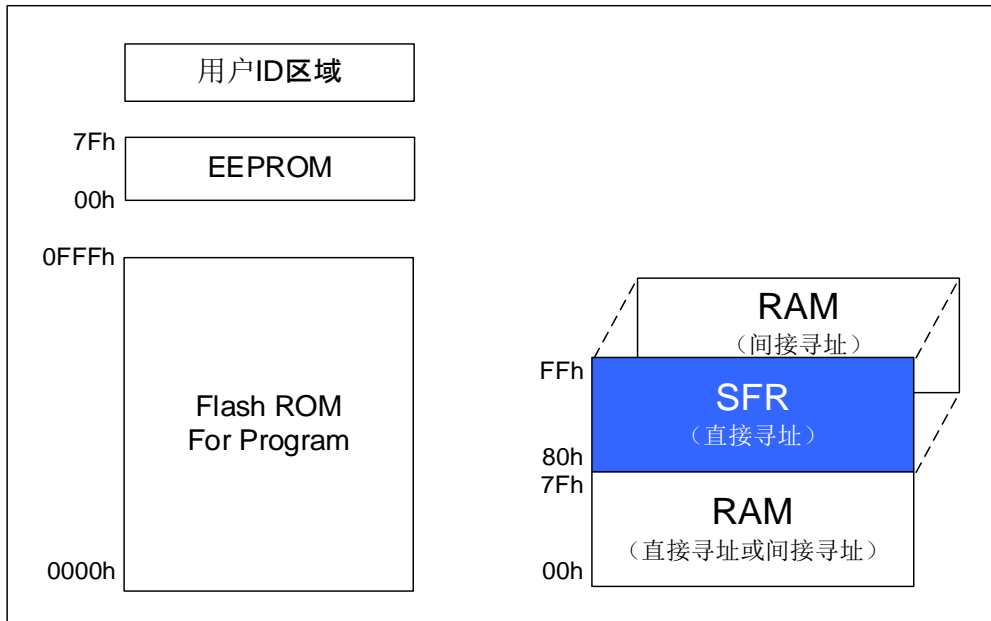 用户ID区域
7Fh
EEPROM
00h
0FFFh
Flash ROM
For Program
0000h
RAM
（间接寻址）
FFh
SFR
（直接寻址）
80h
7Fh
RAM
（直接寻址或间接寻址）
00h